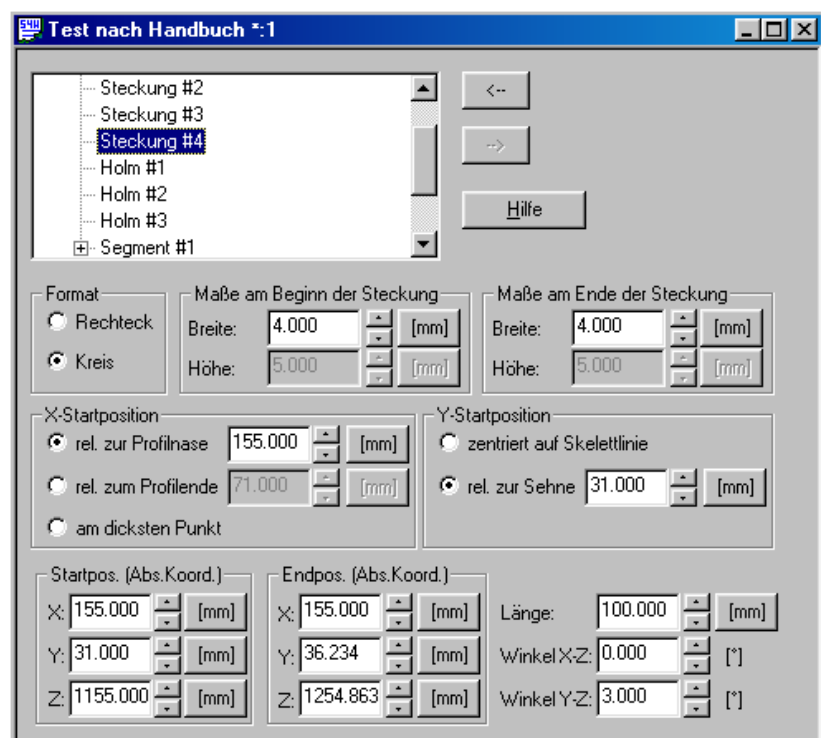 Test nach Handbuch *:1
Steckung #2
Steckung #3
Steckung #4
Holm #1
Holm #2
Holm #3
Segment #1
<--
-->
Hilfe
Format
Rechteck
Kreis
Maße am Beginn der Steckung
Breite: 4.000 [mm]
Höhe: 5.000 [mm]
Maße am Ende der Steckung
Breite: 4.000 [mm]
Höhe: 5.000 [mm]
X-Startposition
rel. zur Profilnase 155.000 [mm]
rel. zum Profilende 71.000 [mm]
am dicksten Punkt
Y-Startposition
zentriert auf Skelettlinie
rel. zur Sehne 31.000 [mm]
Startpos. (Abs.Koord.)
X: 155.000 [mm]
Y: 31.000 [mm]
Z: 1155.000 [mm]
Endpos. (Abs.Koord.)
X: 155.000 [mm]
Y: 36.234 [mm]
Z: 1254.863 [mm]
Länge: 100.000 [mm]
Winkel X-Z: 0.000 [°]
Winkel Y-Z: 3.000 [°]